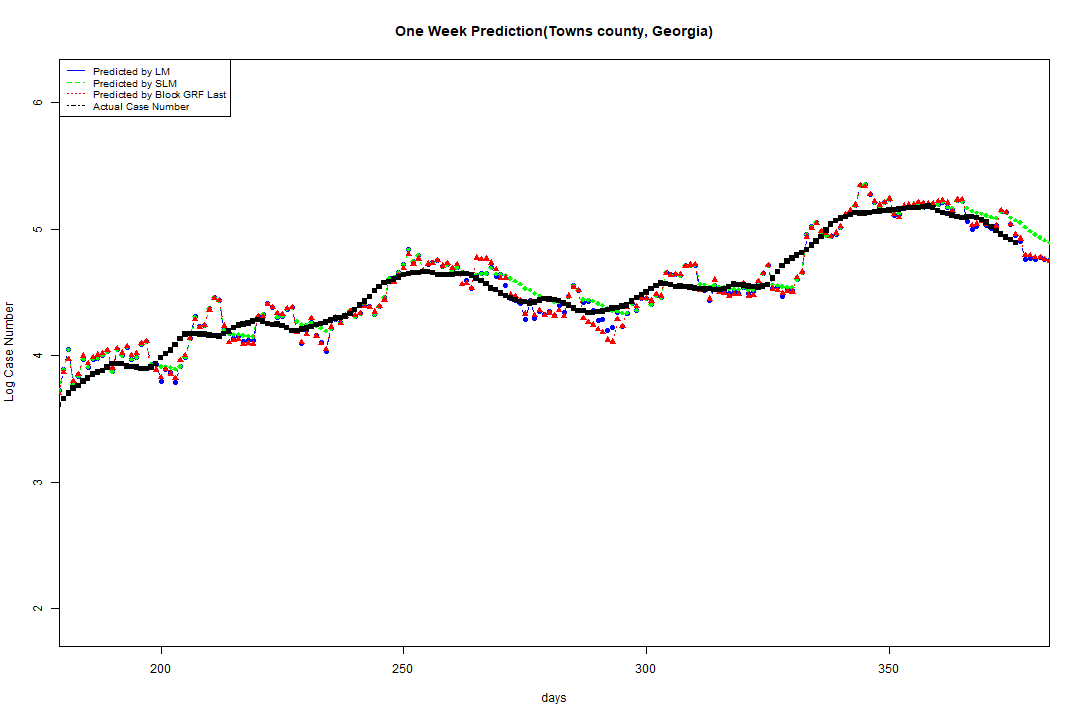 One Week Prediction(Towns county, Georgia)
Predicted by LM
Predicted by SLM
Predicted by Block GRF Last
Actual Case Number
6
5
4
3
2
Log Case Number
200
250
300
350
days